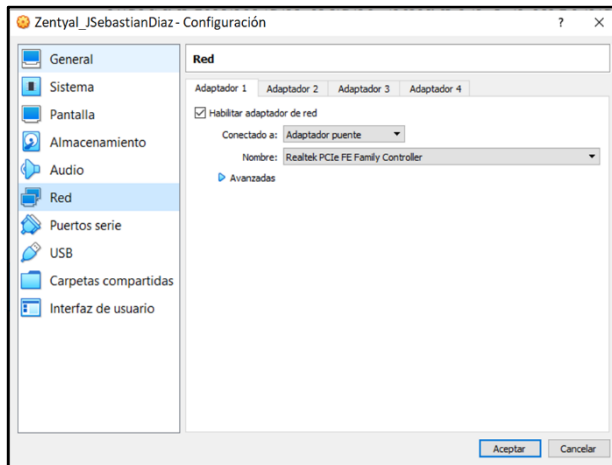 Zentyal_JSebastianDiaz - Configuración ? ×
General
Sistema
Pantalla
Almacenamiento
Audio
Red
Puertos serie
USB
Carpetas compartidas
Interfaz de usuario
Red
Adaptador 1 Adaptador 2 Adaptador 3 Adaptador 4
Habilitar adaptador de red
Conectado a: Adaptador puente
Nombre: Realtek PCIe FE Family Controller
Avanzadas
Aceptar Cancelar